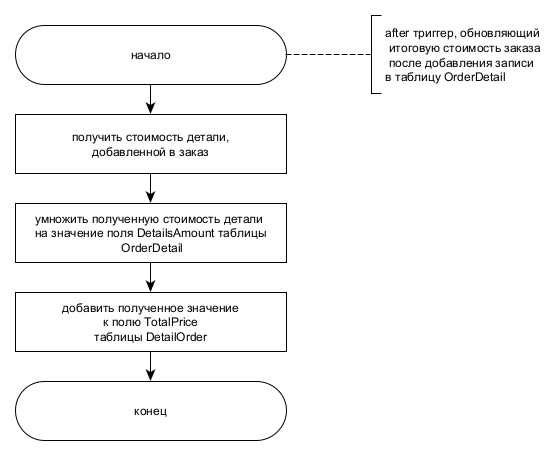 начало
after триггер, обновляющий
итоговую стоимость заказа
после добавления записи
в таблицу OrderDetail
получить стоимость детали,
добавленной в заказ
умножить полученную стоимость детали
на значение поля DetailsAmount таблицы
OrderDetail
добавить полученное значение
к полю TotalPrice
таблицы DetailOrder
конец